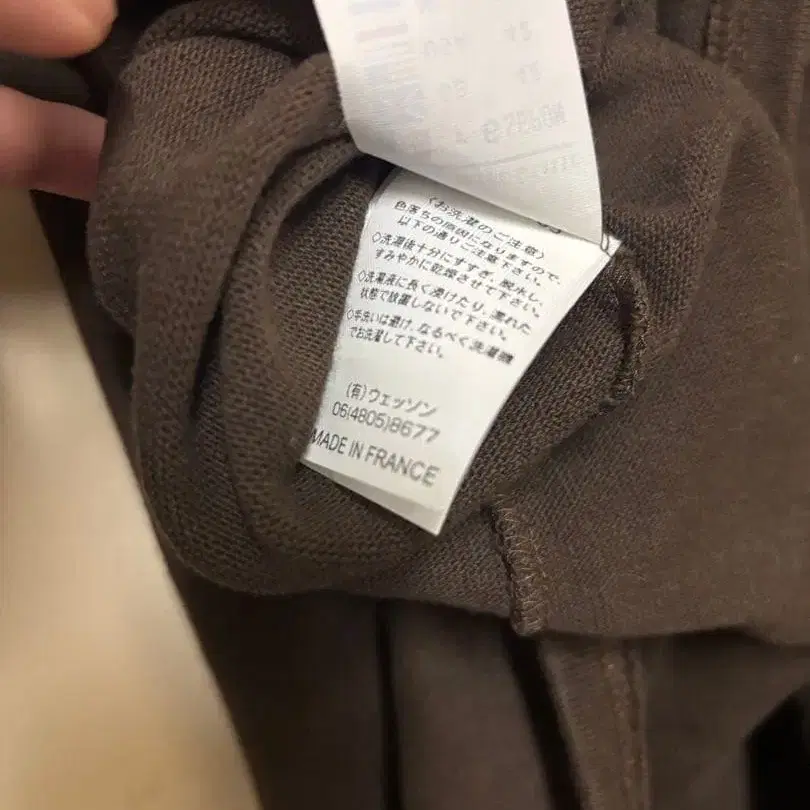 〈お洗濯のご注意〉
色落ちの原因になりますので、
以下の通りご注意下さい。
◇洗濯後十分にすすぎ、脱水し、
すみやかに乾燥させて下さい。
◇洗濯液に長く浸けたり、濡れた
状態で放置しないで下さい。
◇手洗いは避け、なるべく洗濯機
でお洗濯して下さい。
(有)ウェッソン
06(4805)8677
MADE IN FRANCE